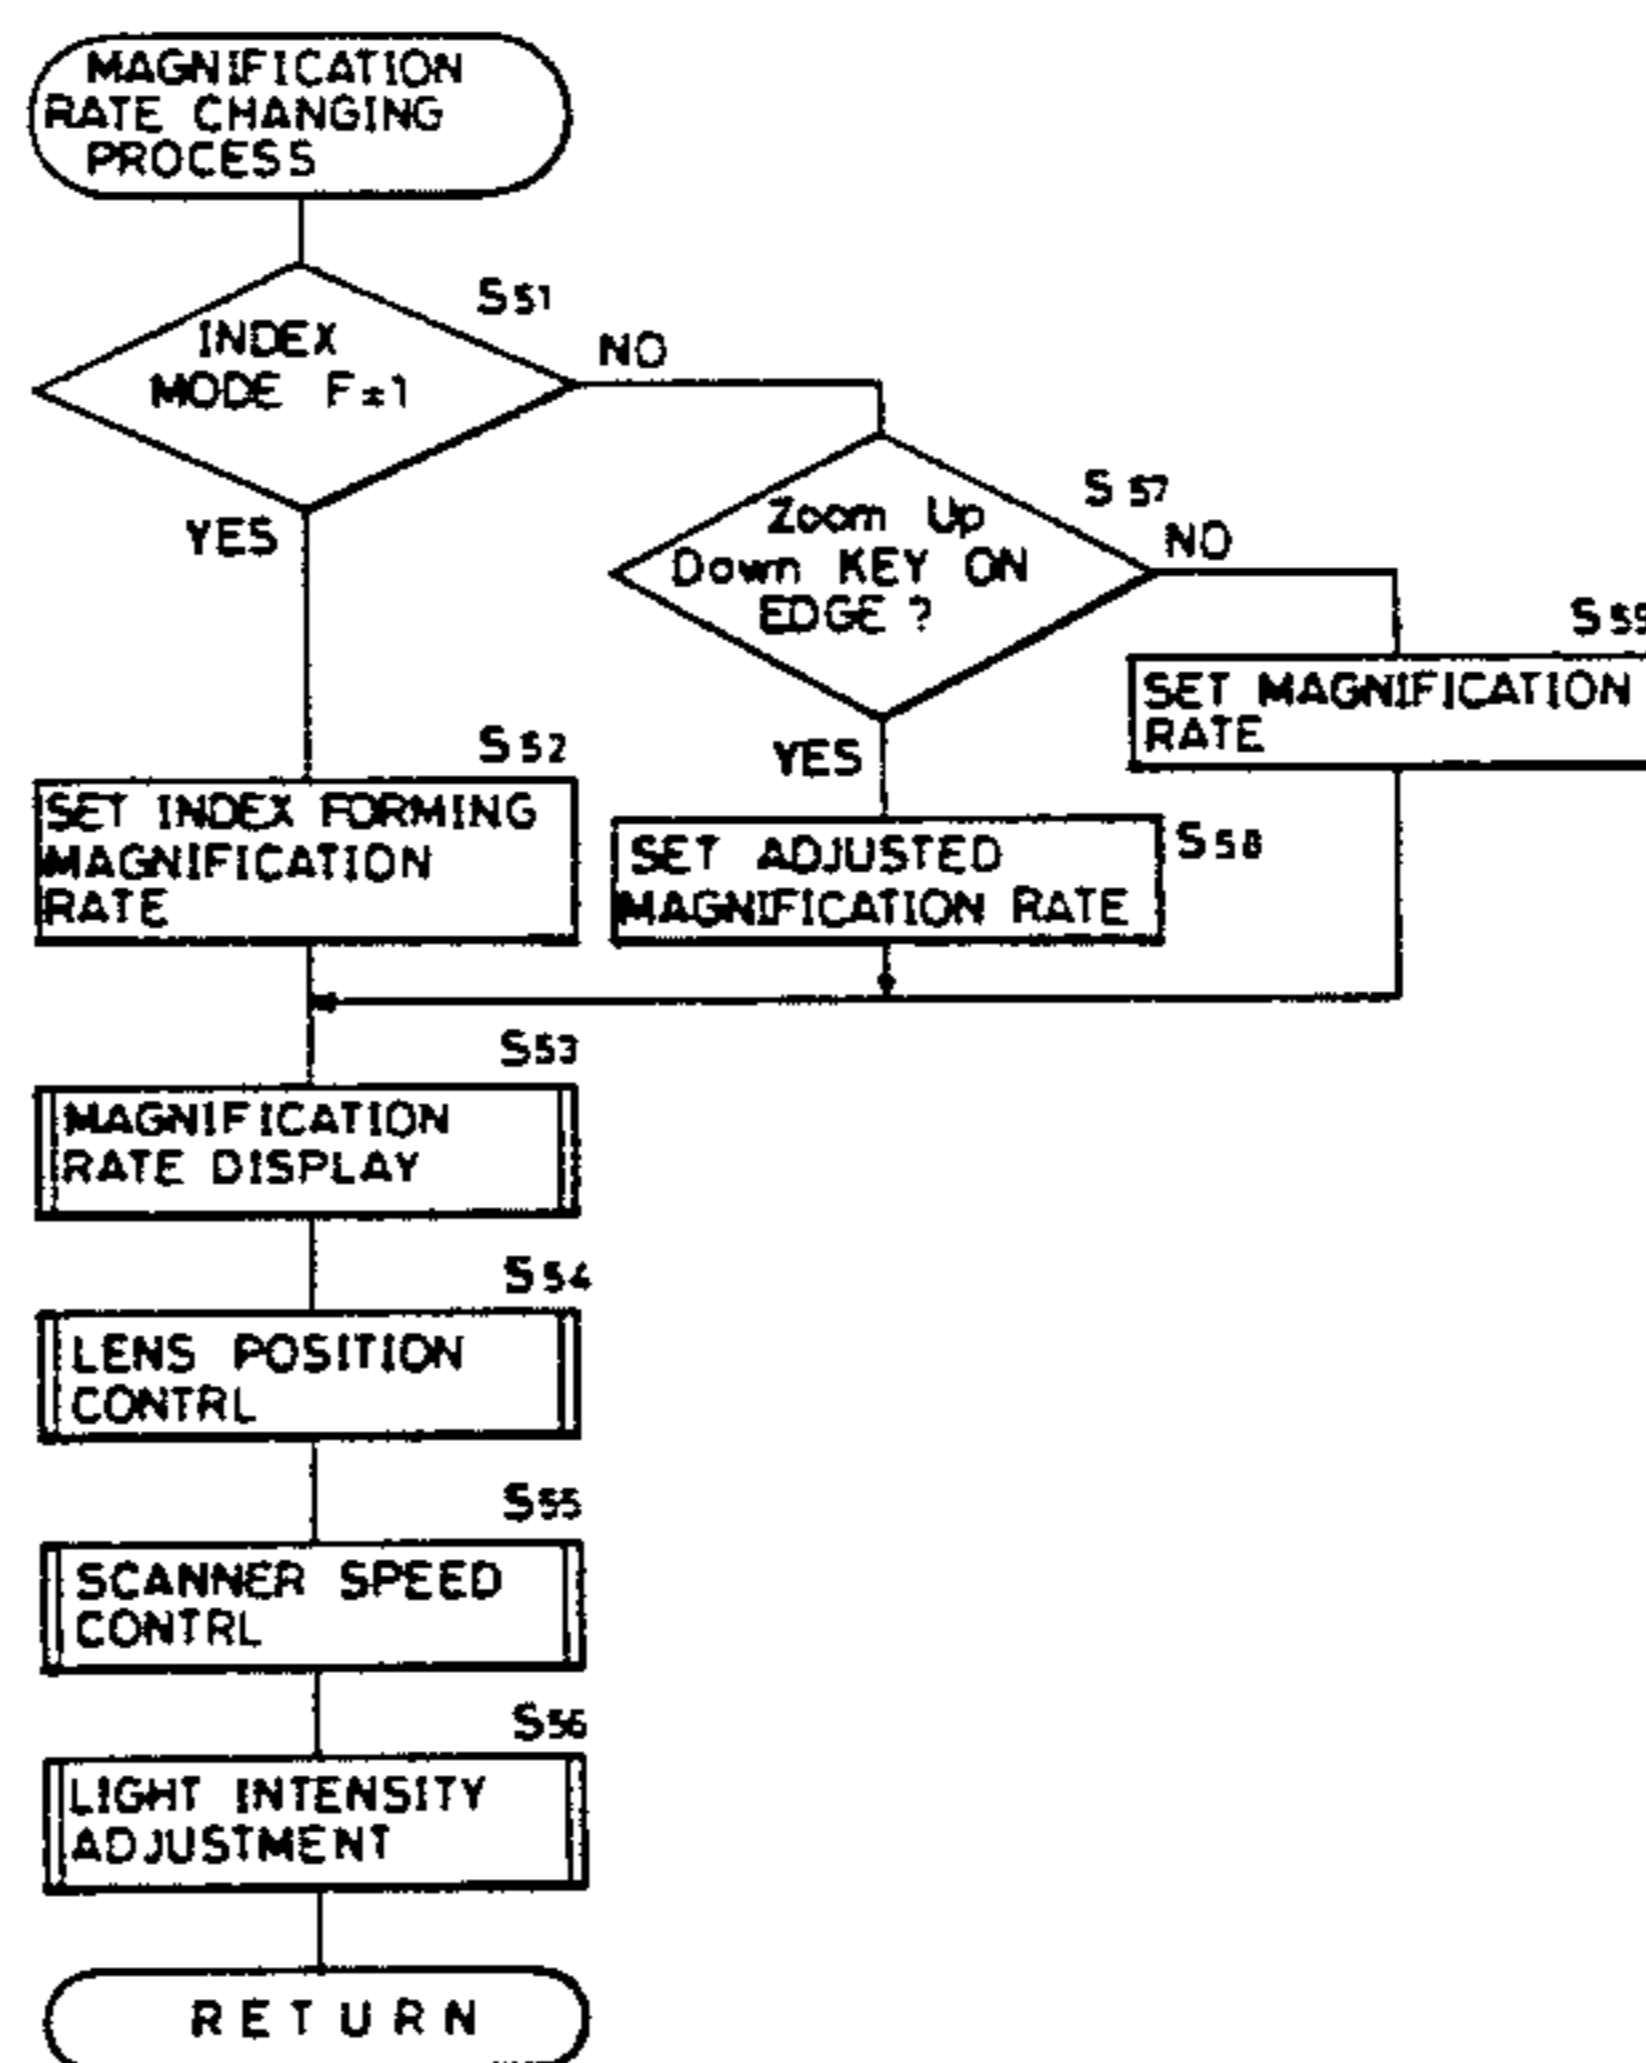 MAGNIFICATION
RATE CHANGING
PROCESS
S51
INDEX
MODE F=1
NO
YES
S57
Zoom Up
Down KEY ON
EDGE ?
NO
YES
S59
SET MAGNIFICATION
RATE
S52
SET INDEX FORMING
MAGNIFICATION
RATE
SET ADJUSTED
MAGNIFICATION RATE
S58
S53
MAGNIFICATION
RATE DISPLAY
S54
LENS POSITION
CONTRL
S55
SCANNER SPEED
CONTRL
S56
LIGHT INTENSITY
ADJUSTMENT
RETURN